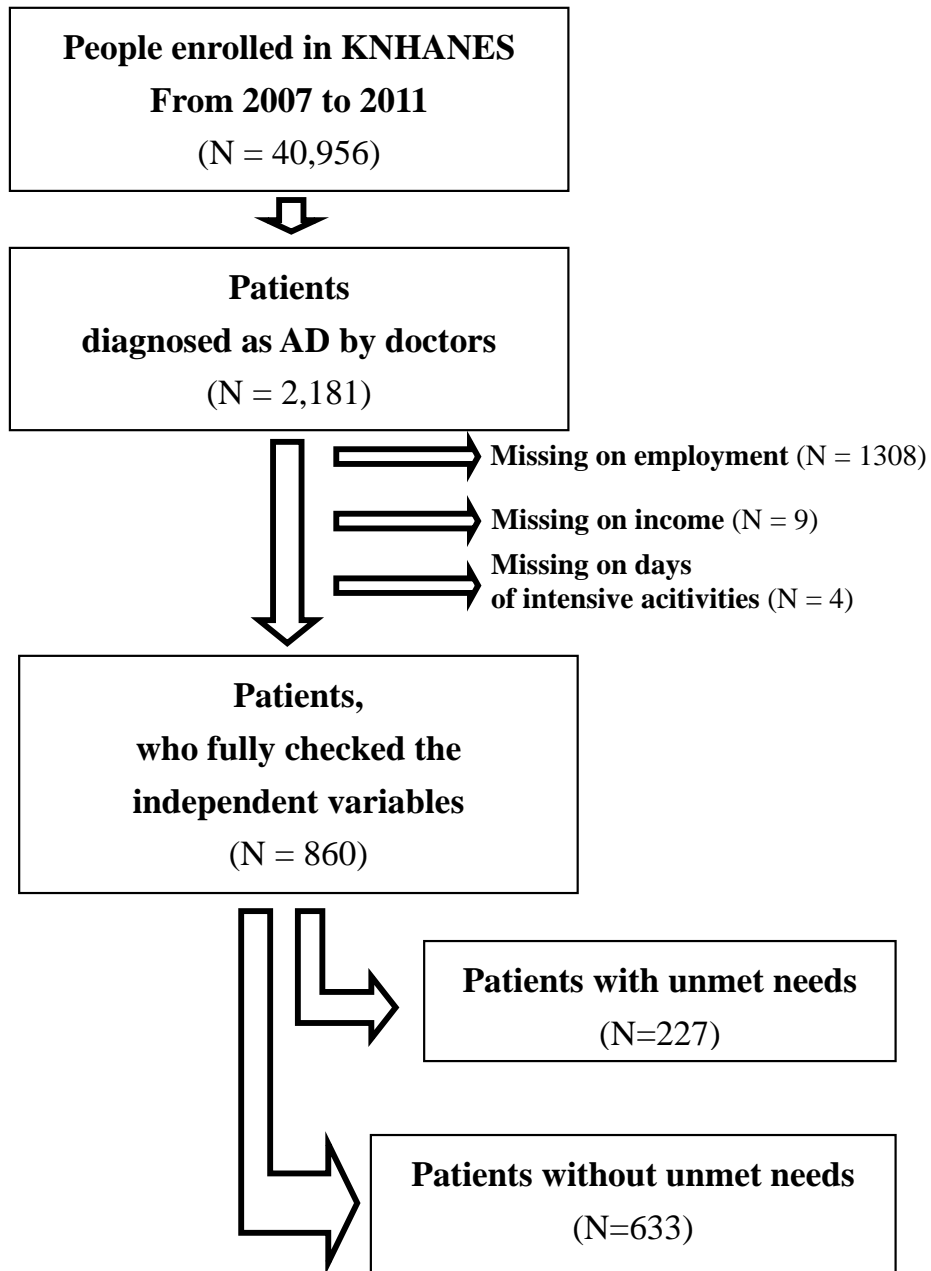 People enrolled in KNHANES
From 2007 to 2011
(N = 40,956)
Patients
diagnosed as AD by doctors
(N = 2,181)
Missing on employment (N = 1308)
Missing on income (N = 9)
Missing on days
of intensive acitivities (N = 4)
Patients,
who fully checked the
independent variables
(N = 860)
Patients with unmet needs
(N=227)
Patients without unmet needs
(N=633)